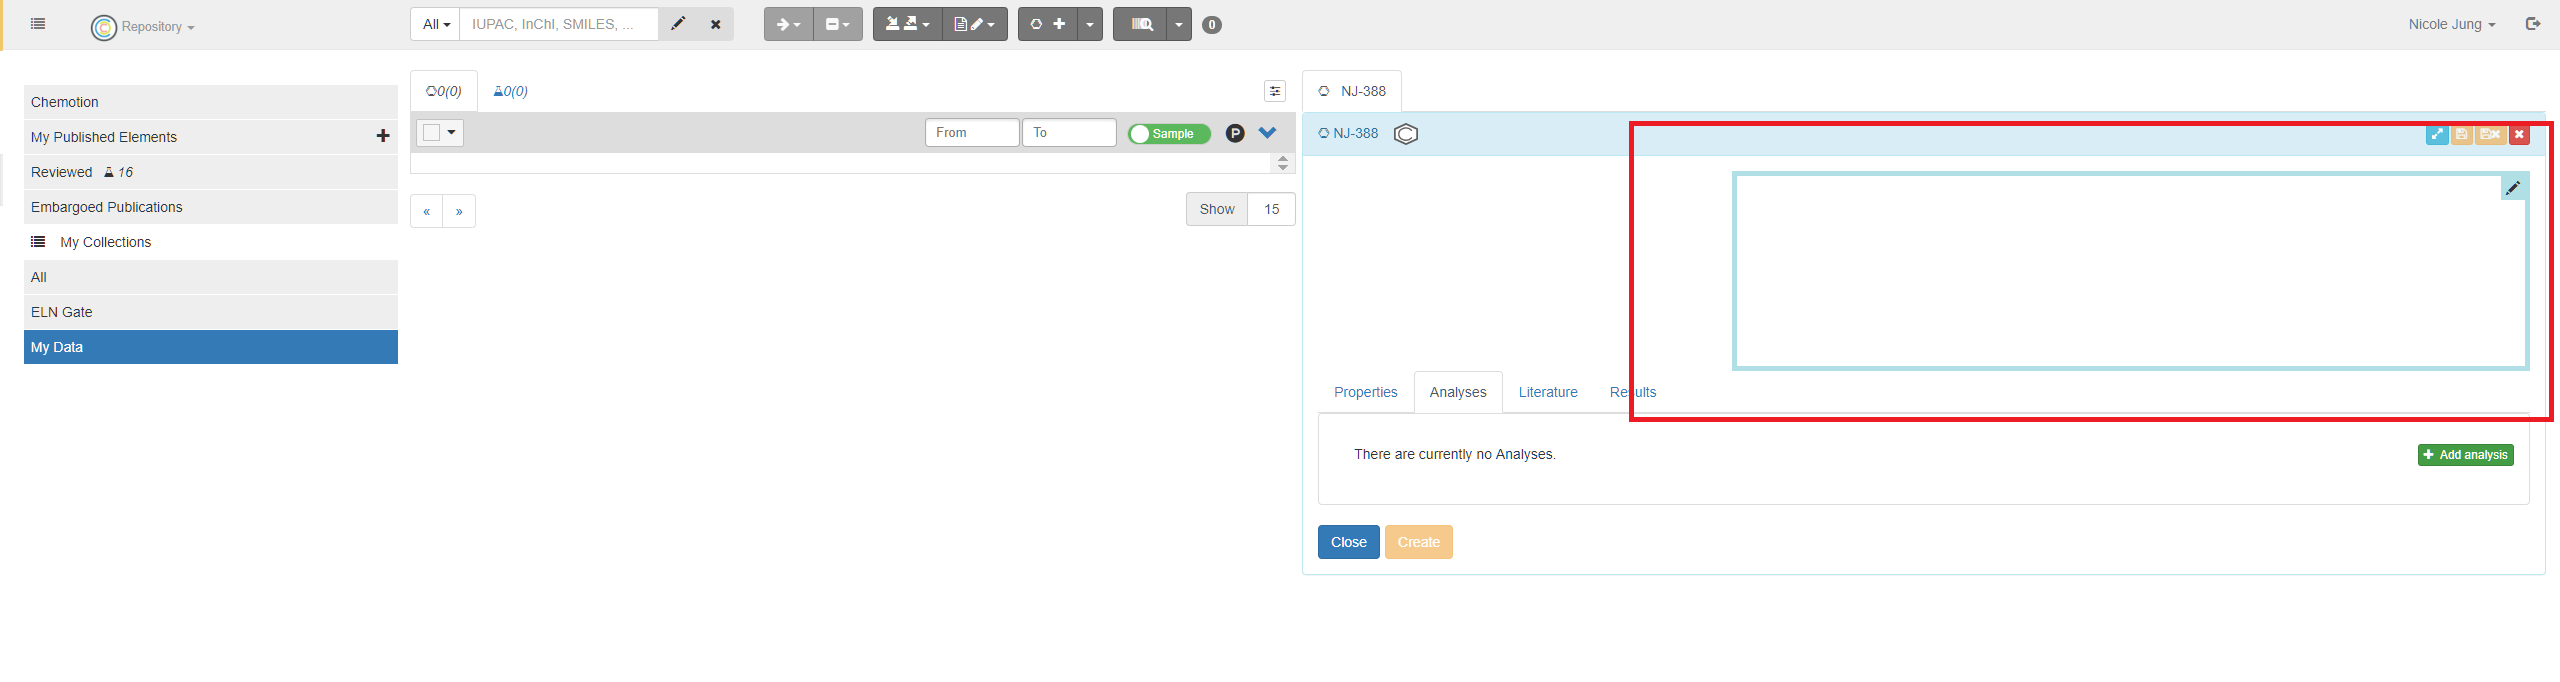 Repository
All
IUPAC, InChI, SMILES, ...
0
Nicole Jung
Chemotion
My Published Elements
Reviewed 16
Embargoed Publications
My Collections
All
ELN Gate
My Data
0(0) 0(0)
From To Sample P
« »
Show 15
NJ-388
NJ-388
Properties Analyses Literature Results
There are currently no Analyses.
Add analysis
Close Create